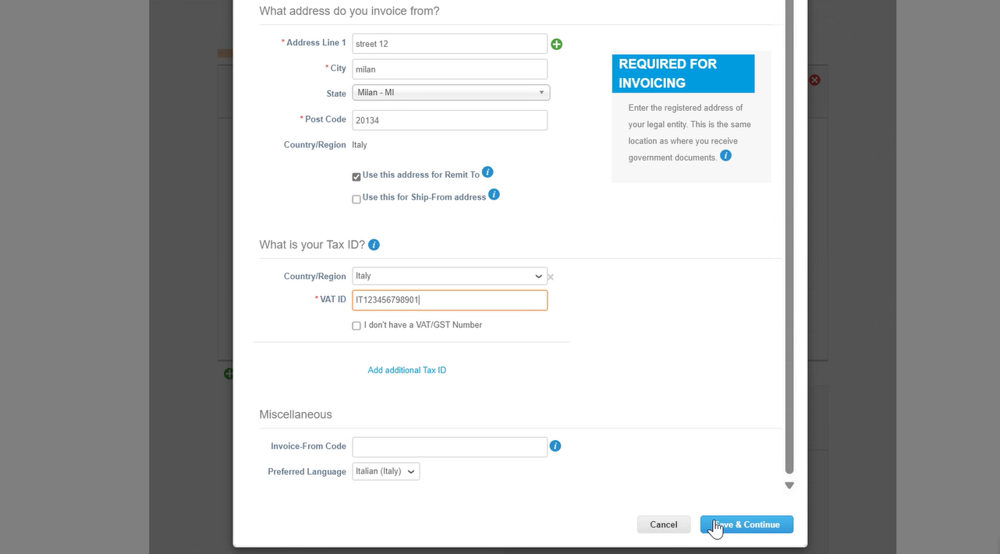 What address do you invoice from?
* Address Line 1 street 12
* City milan
State Milan - MI
* Post Code 20134
Country/Region Italy
Use this address for Remit To i
Use this for Ship-From address i
REQUIRED FOR
INVOICING
Enter the registered address of
your legal entity. This is the same
location as where you receive
government documents. i
What is your Tax ID? i
Country/Region Italy
* VAT ID IT123456798901
I don't have a VAT/GST Number
Add additional Tax ID
Miscellaneous
Invoice-From Code i
Preferred Language Italian (Italy)
Cancel Save & Continue